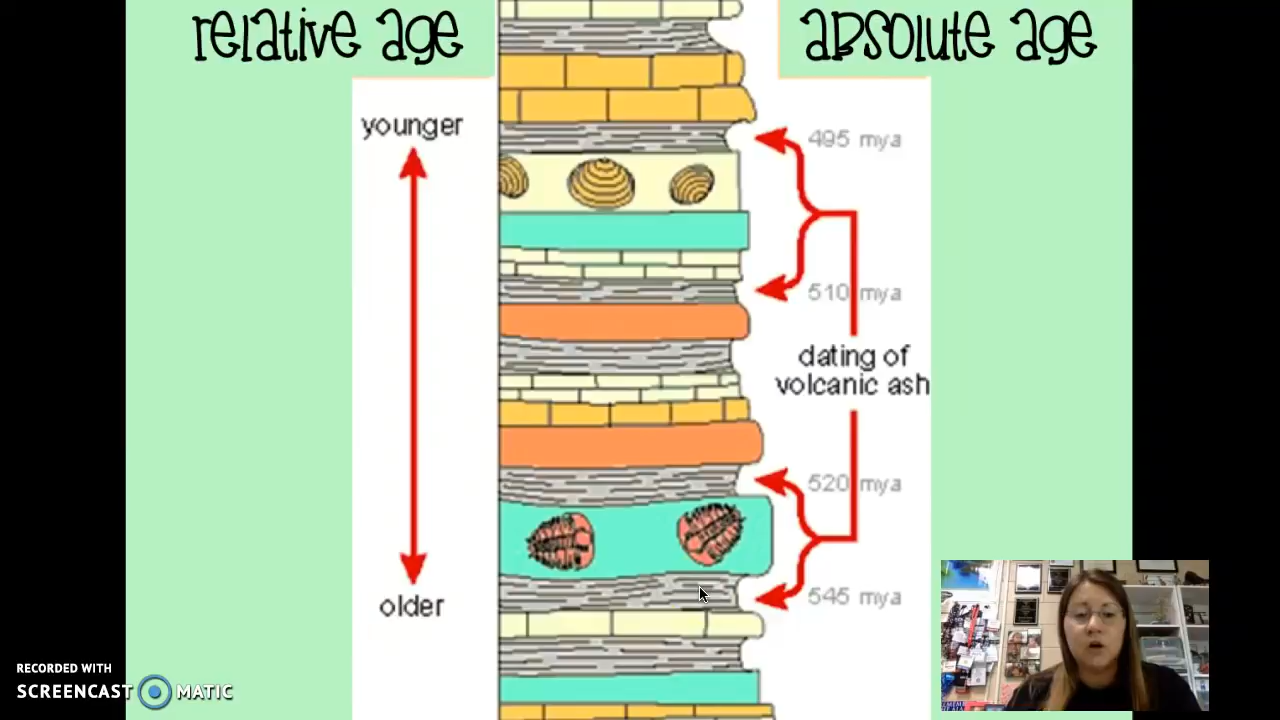 relative age
absolute age
younger
495 mya
510 mya
dating of
volcanic ash
520 mya
545 mya
older
RECORDED WITH
SCREENCAST MATIC